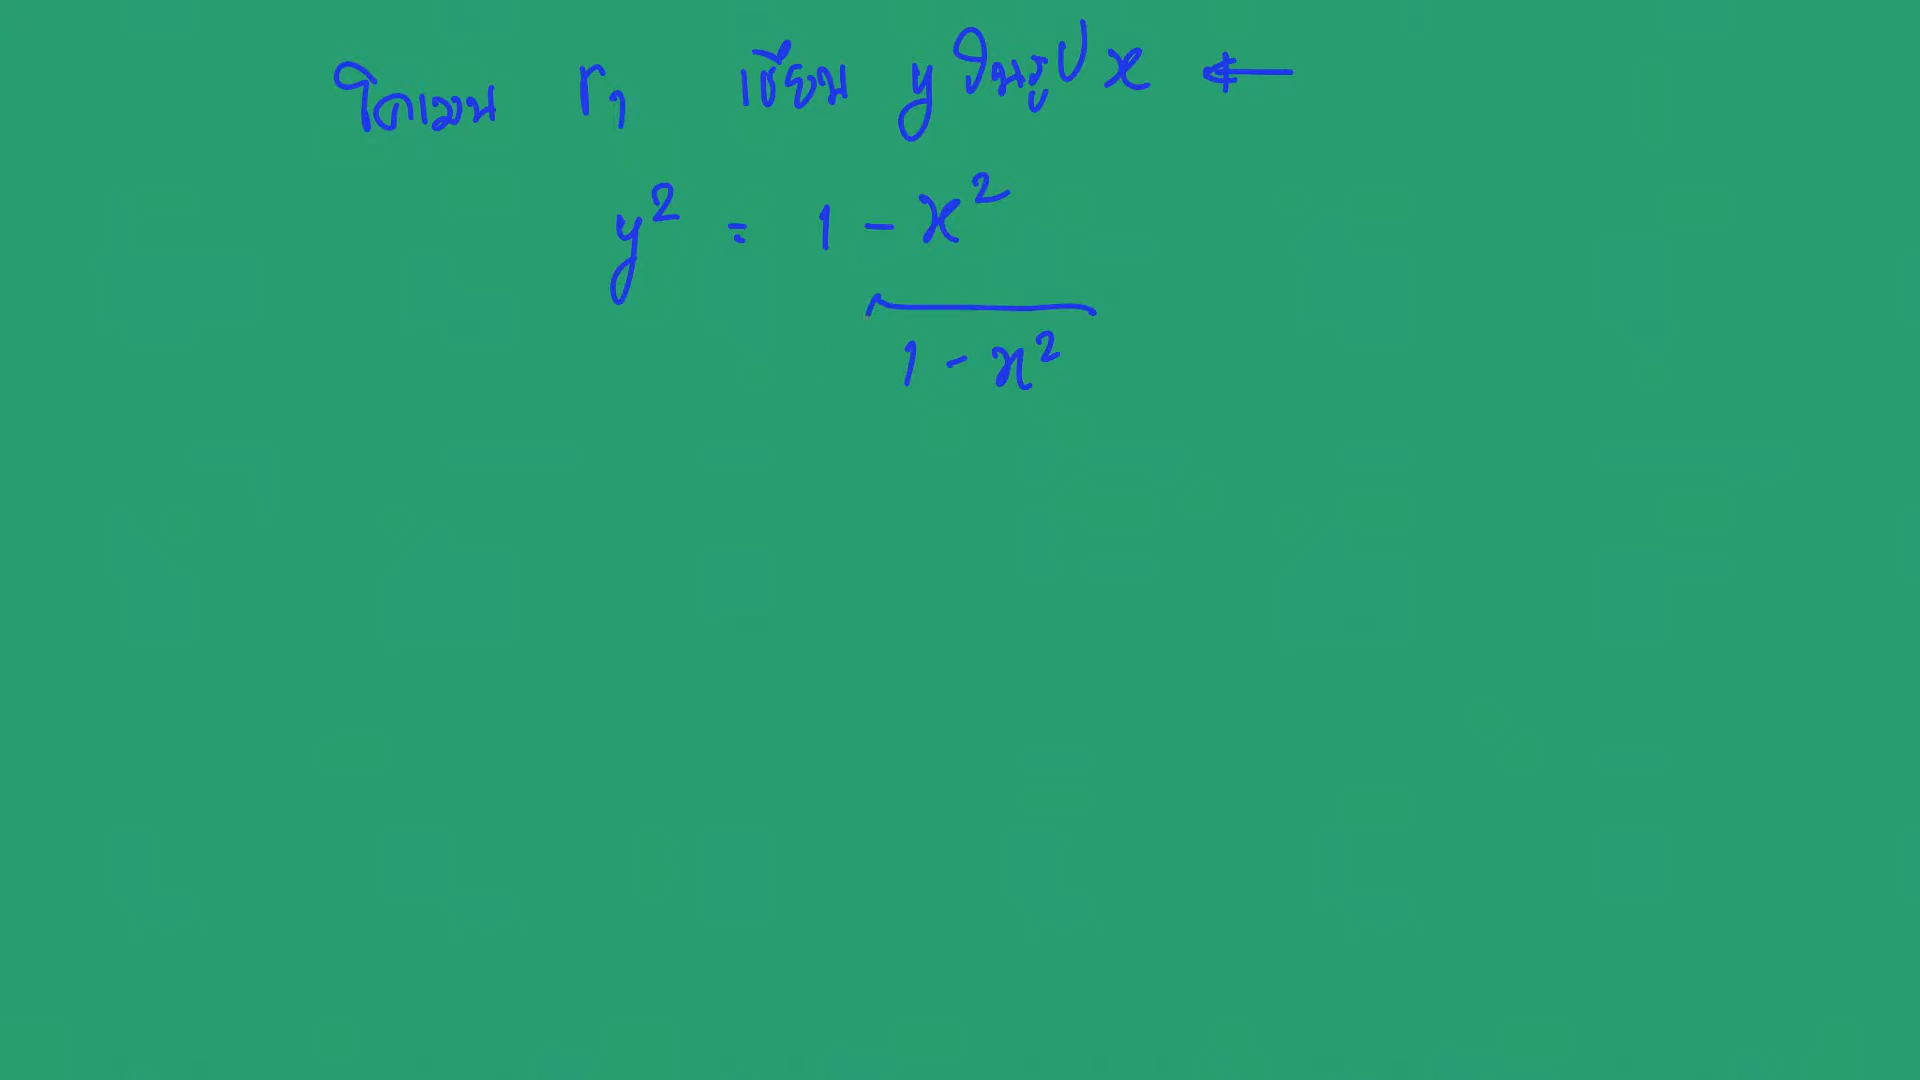 โดเมน r₁ เขียน y ในรูป x ←
y² = 1 - x²
1 - x²